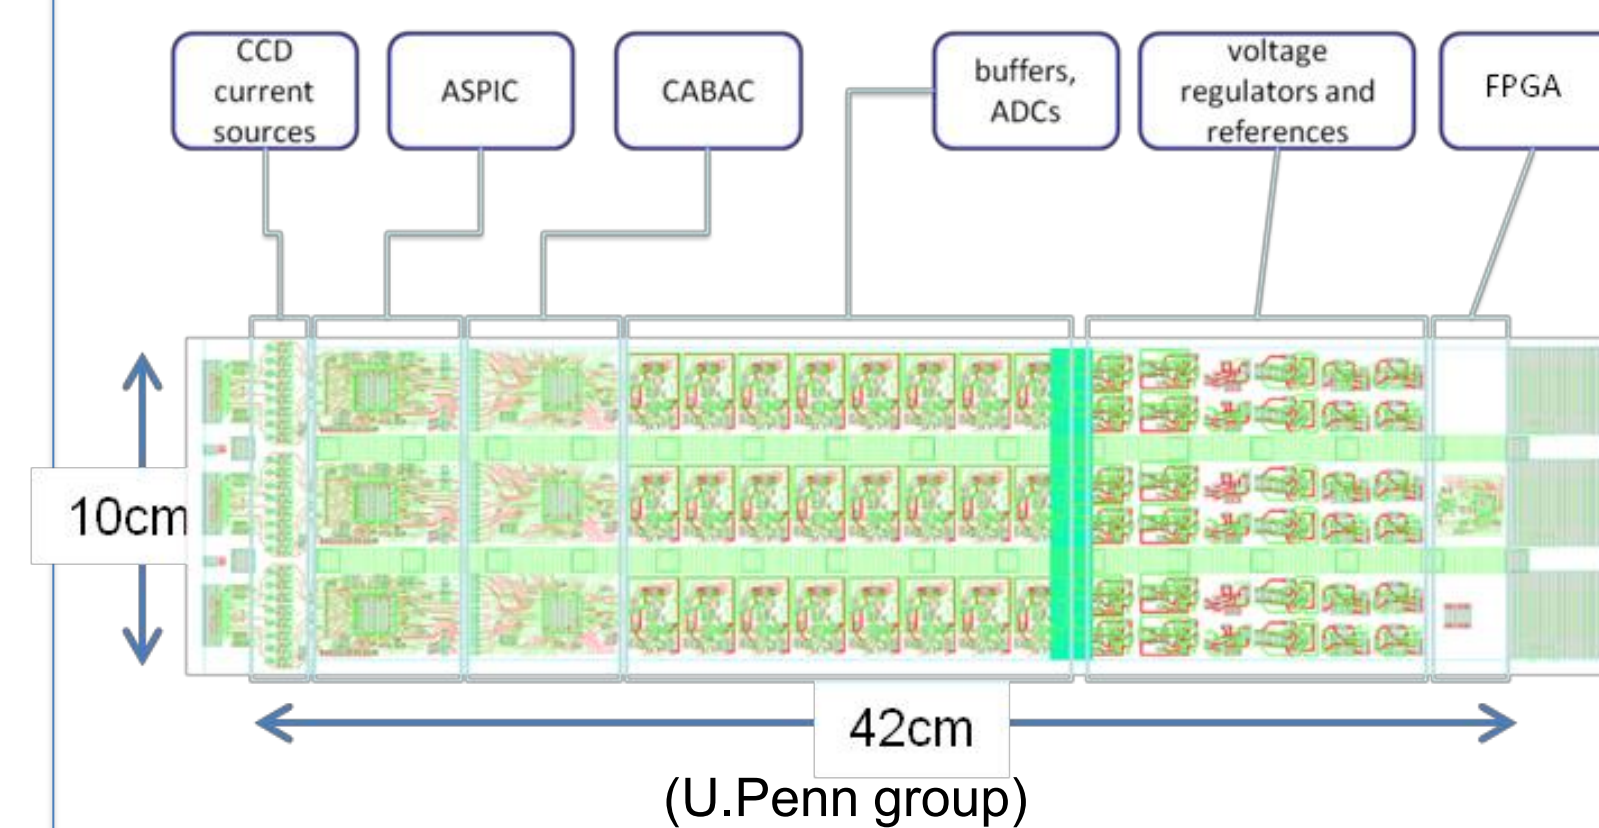 CCD
current
sources
ASPIC
CABAC
buffers,
ADCs
voltage
regulators and
references
FPGA
10cm
42cm
(U.Penn group)